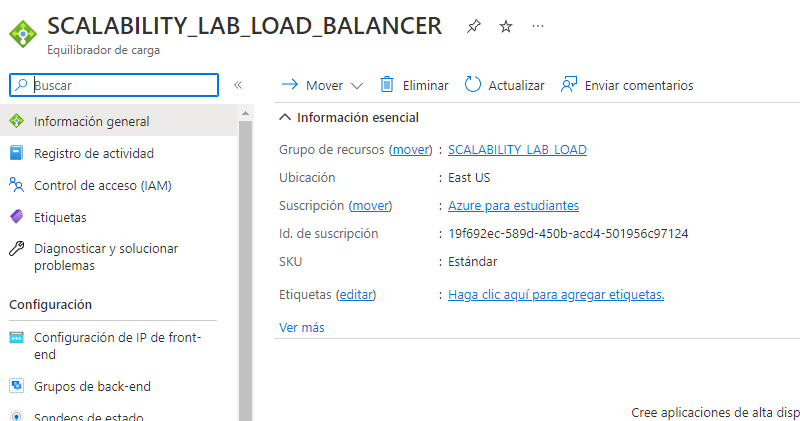 SCALABILITY_LAB_LOAD_BALANCER
Equilibrador de carga
Buscar
Mover
Eliminar
Actualizar
Enviar comentarios
Información general
Registro de actividad
Control de acceso (IAM)
Etiquetas
Diagnosticar y solucionar
problemas
Configuración
Configuración de IP de front-
end
Grupos de back-end
Sondeos de estado
Información esencial
Grupo de recursos (mover) : SCALABILITY_LAB_LOAD
Ubicación : East US
Suscripción (mover) : Azure para estudiantes
Id. de suscripción : 19f692ec-589d-450b-acd4-501956c97124
SKU : Estándar
Etiquetas (editar) : Haga clic aquí para agregar etiquetas.
Ver más
Cree aplicaciones de alta disp